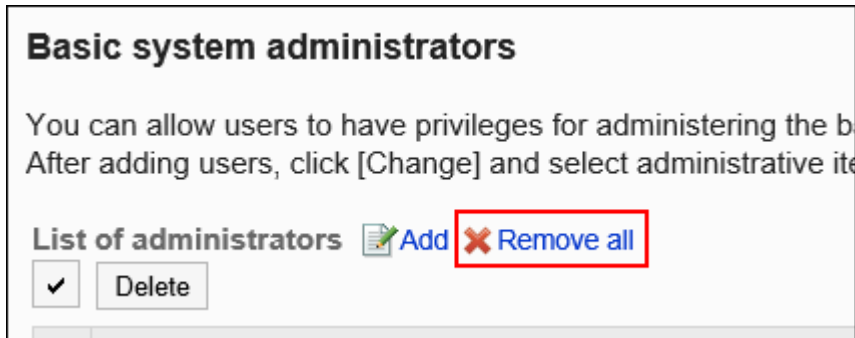 Basic system administrators
You can allow users to have privileges for administering the
After adding users, click [Change] and select administrative
List of administrators Add Remove all
Delete